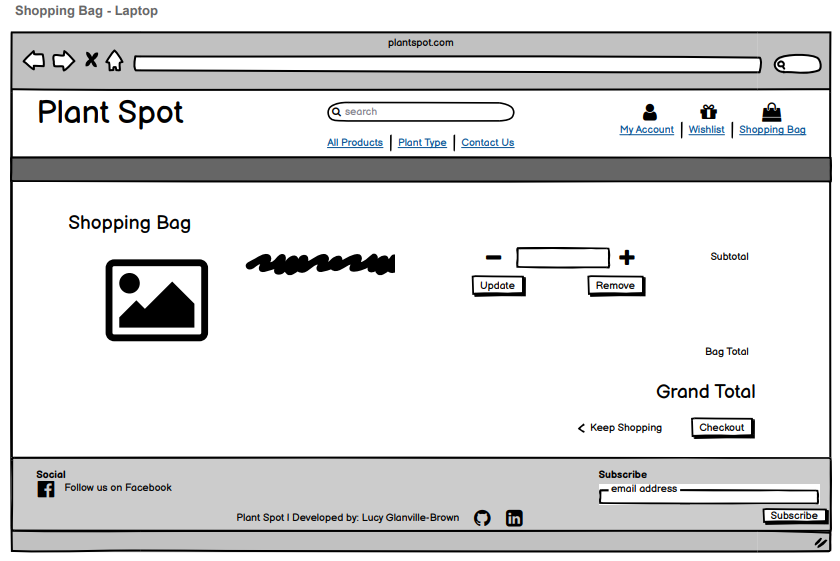 Shopping Bag - Laptop
plantspot.com
Plant Spot
search
My Account | Wishlist | Shopping Bag
All Products | Plant Type | Contact Us
Shopping Bag
Subtotal
Update
Remove
Bag Total
Grand Total
< Keep Shopping
Checkout
Social
Follow us on Facebook
Subscribe
email address
Subscribe
Plant Spot | Developed by: Lucy Glanville-Brown